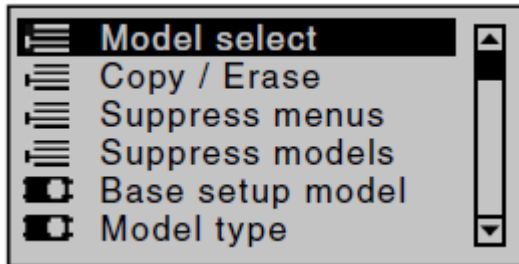 Model select
Copy / Erase
Suppress menus
Suppress models
Base setup model
Model type